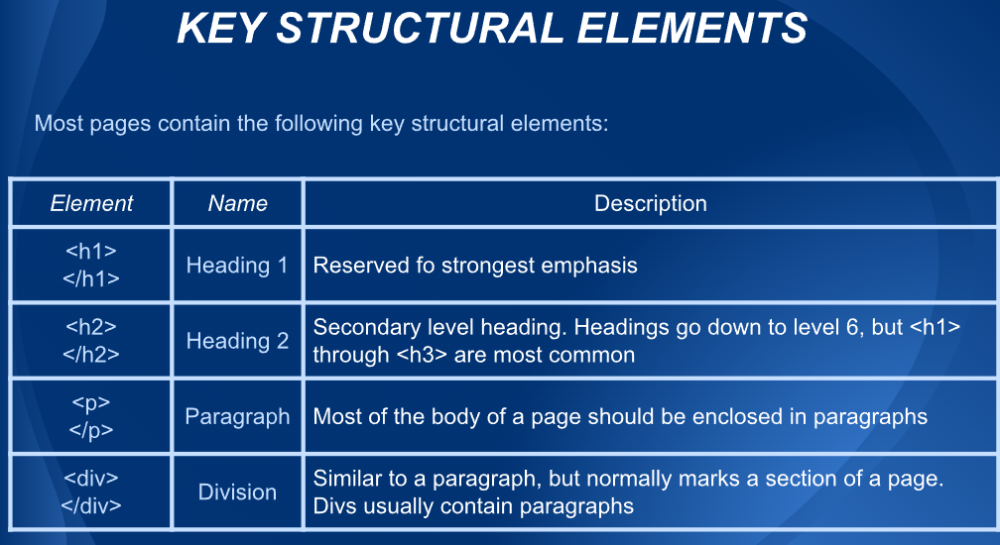 KEY STRUCTURAL ELEMENTS
Most pages contain the following key structural elements:
Element Name Description
<h1>
</h1>
Heading 1
Reserved fo strongest emphasis
<h2>
</h2>
Heading 2
Secondary level heading. Headings go down to level 6, but <h1>
through <h3> are most common
<p>
</p>
Paragraph
Most of the body of a page should be enclosed in paragraphs
<div>
</div>
Division
Similar to a paragraph, but normally marks a section of a page.
Divs usually contain paragraphs